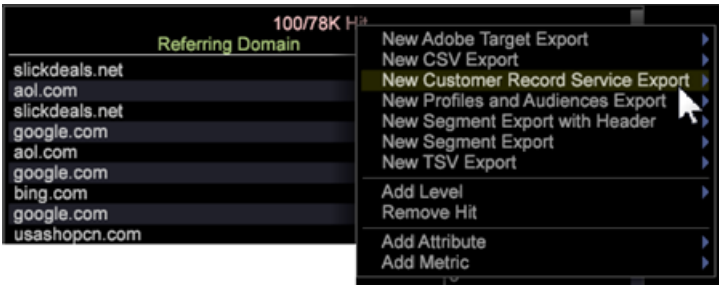 100/78K Hit
Referring Domain
slickdeals.net
aol.com
slickdeals.net
google.com
aol.com
google.com
bing.com
google.com
usashopcn.com
New Adobe Target Export
New CSV Export
New Customer Record Service Export
New Profiles and Audiences Export
New Segment Export with Header
New Segment Export
New TSV Export
Add Level
Remove Hit
Add Attribute
Add Metric